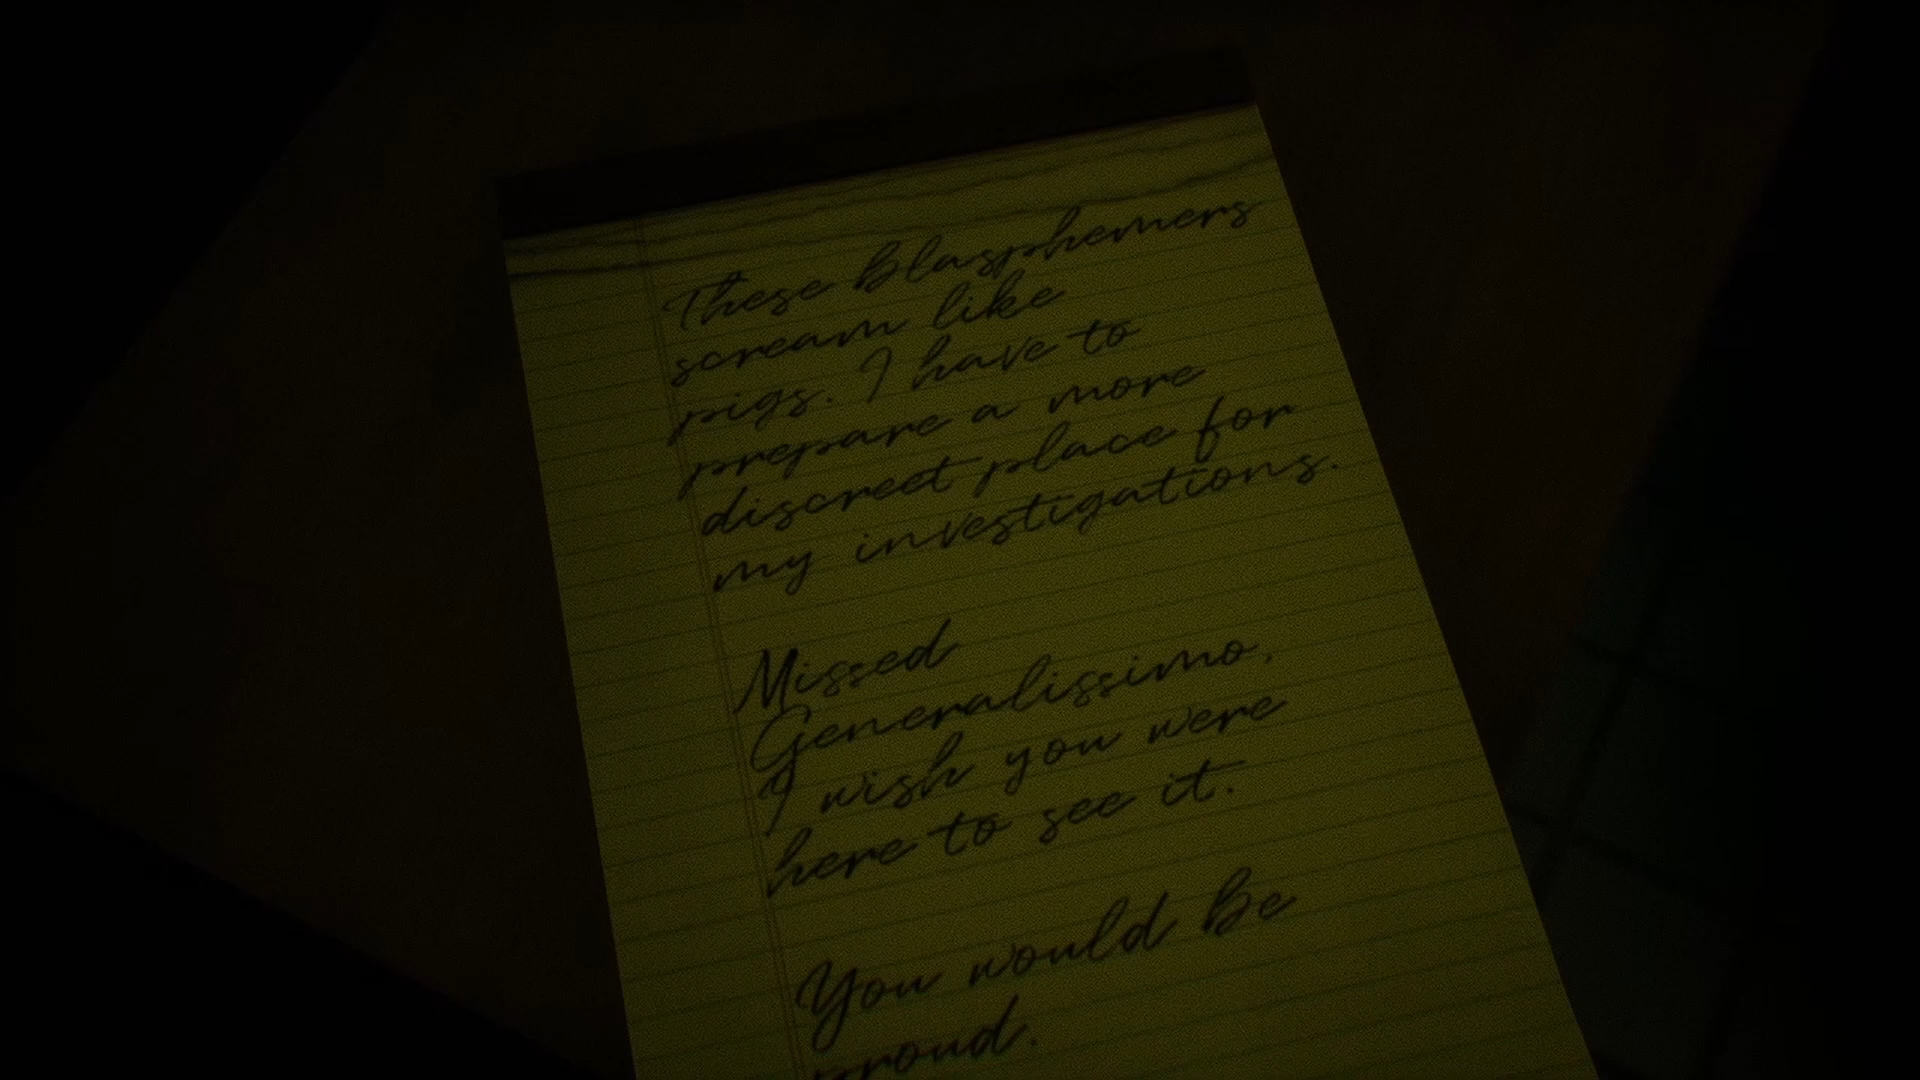 These blasphemers
scream like
pigs. I have to
prepare a more
discreet place for
my investigations.
Missed
Generalissimo,
I wish you were
here to see it.
You would be
proud.